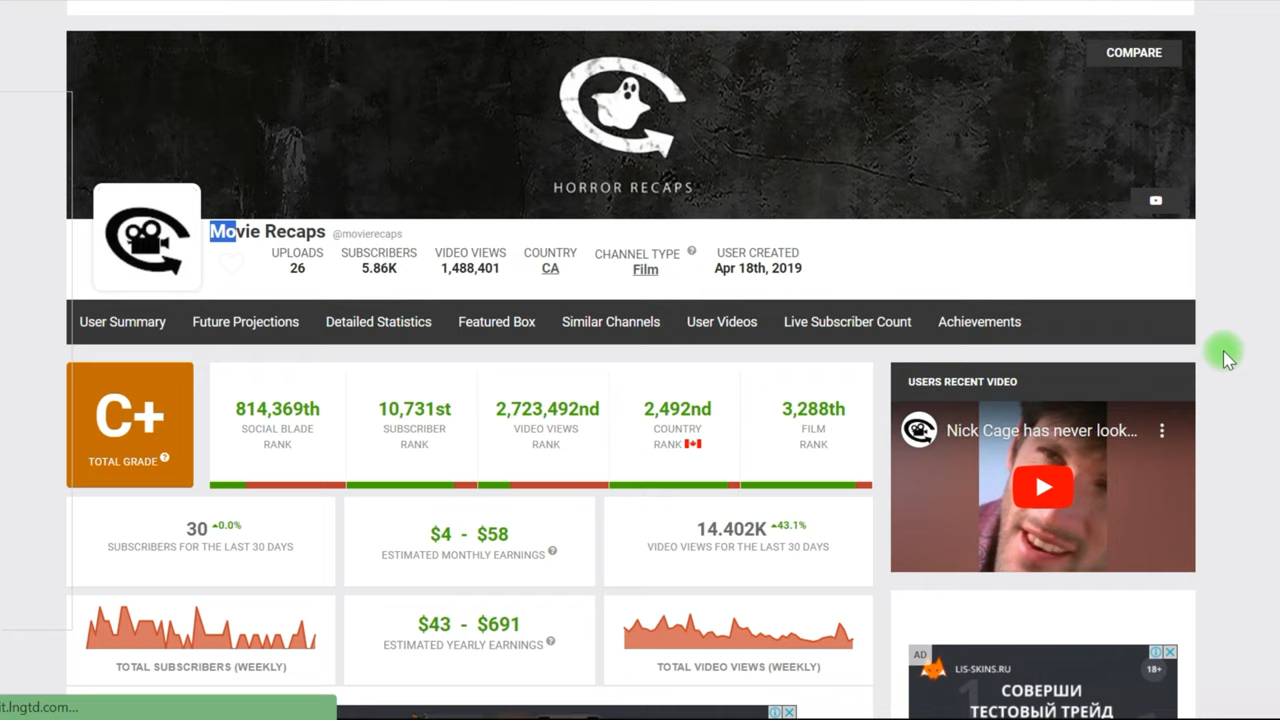 COMPARE
HORROR RECAPS
Movie Recaps @movierecaps
UPLOADS SUBSCRIBERS VIDEO VIEWS COUNTRY CHANNEL TYPE USER CREATED
26 5.86K 1,488,401 CA Film Apr 18th, 2019
User Summary Future Projections Detailed Statistics Featured Box Similar Channels User Videos Live Subscriber Count Achievements
C+
TOTAL GRADE ?
814,369th
SOCIAL BLADE
RANK
10,731st
SUBSCRIBER
RANK
2,723,492nd
VIDEO VIEWS
RANK
2,492nd
COUNTRY
RANK
3,288th
FILM
RANK
USERS RECENT VIDEO
Nick Cage has never look...
30 0.0%
SUBSCRIBERS FOR THE LAST 30 DAYS
$4 - $58
ESTIMATED MONTHLY EARNINGS ?
14.402K 43.1%
VIDEO VIEWS FOR THE LAST 30 DAYS
TOTAL SUBSCRIBERS (WEEKLY)
$43 - $691
ESTIMATED YEARLY EARNINGS ?
TOTAL VIDEO VIEWS (WEEKLY)
AD
LIS-SKINS.RU
18+
СОВЕРШИ
ТЕСТОВЫЙ ТРЕЙД
it.lngtd.com...